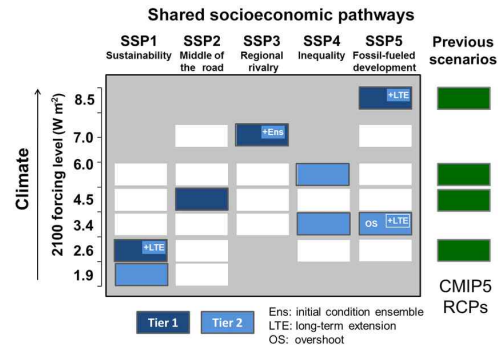 Shared socioeconomic pathways
SSP1 SSP2 SSP3 SSP4 SSP5 Previous
Sustainability Middle of Regional Inequality Fossil-fueled scenarios
the road rivalry development
Climate
2100 forcing level (W m²)
8.5 +LTE
7.0 +Ens
6.0
4.5
3.4 OS +LTE
2.6 +LTE
1.9
CMIP5
RCPs
Tier 1 Tier 2
Ens: initial condition ensemble
LTE: long-term extension
OS: overshoot